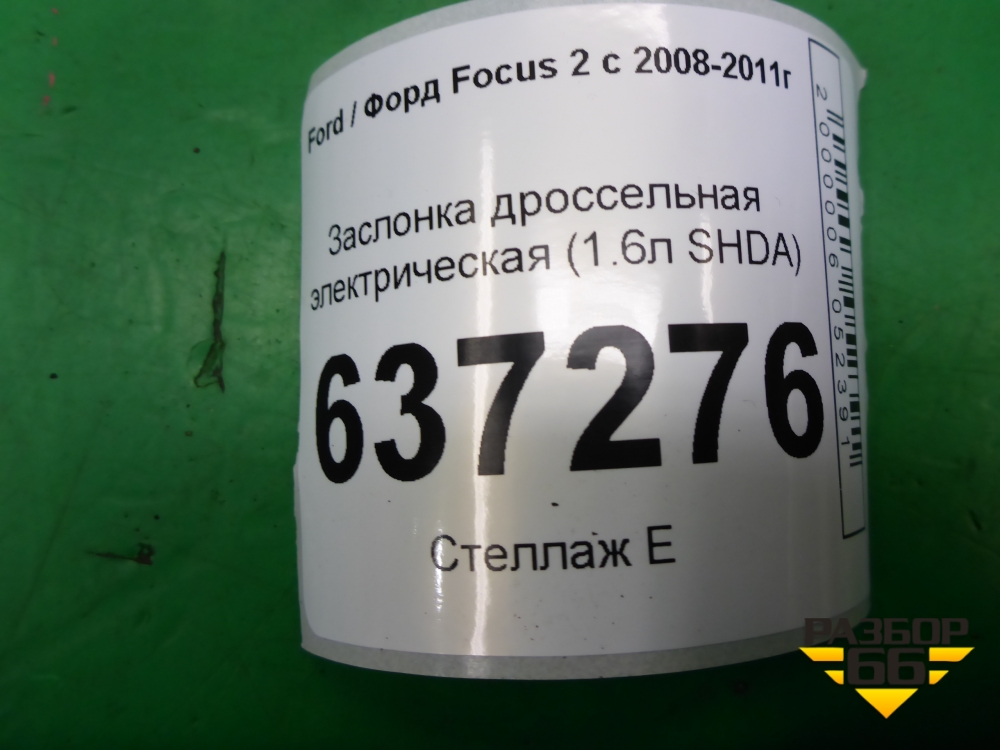 Ford / Форд Focus 2 с 2008-2011г
Заслонка дроссельная
электрическая (1.6л SHDA)
637276
Стеллаж Е
2000006052391
РАЗБОР
66